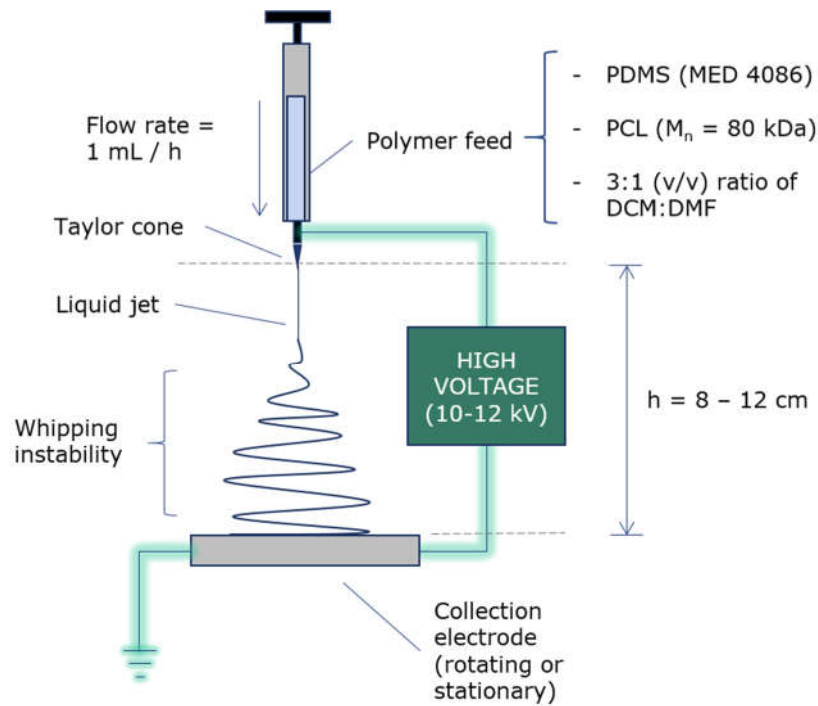 Flow rate =
1 mL / h
Polymer feed
- PDMS (MED 4086)
- PCL (Mₙ = 80 kDa)
- 3:1 (v/v) ratio of
DCM:DMF
Taylor cone
Liquid jet
HIGH
VOLTAGE
(10-12 kV)
h = 8 – 12 cm
Whipping
instability
Collection
electrode
(rotating or
stationary)